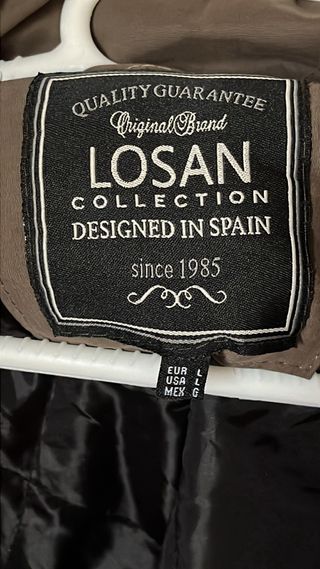 QUALITY GUARANTEE
Original Brand
LOSAN
COLLECTION
DESIGNED IN SPAIN
since 1985
EUR L
USA L
MEX G